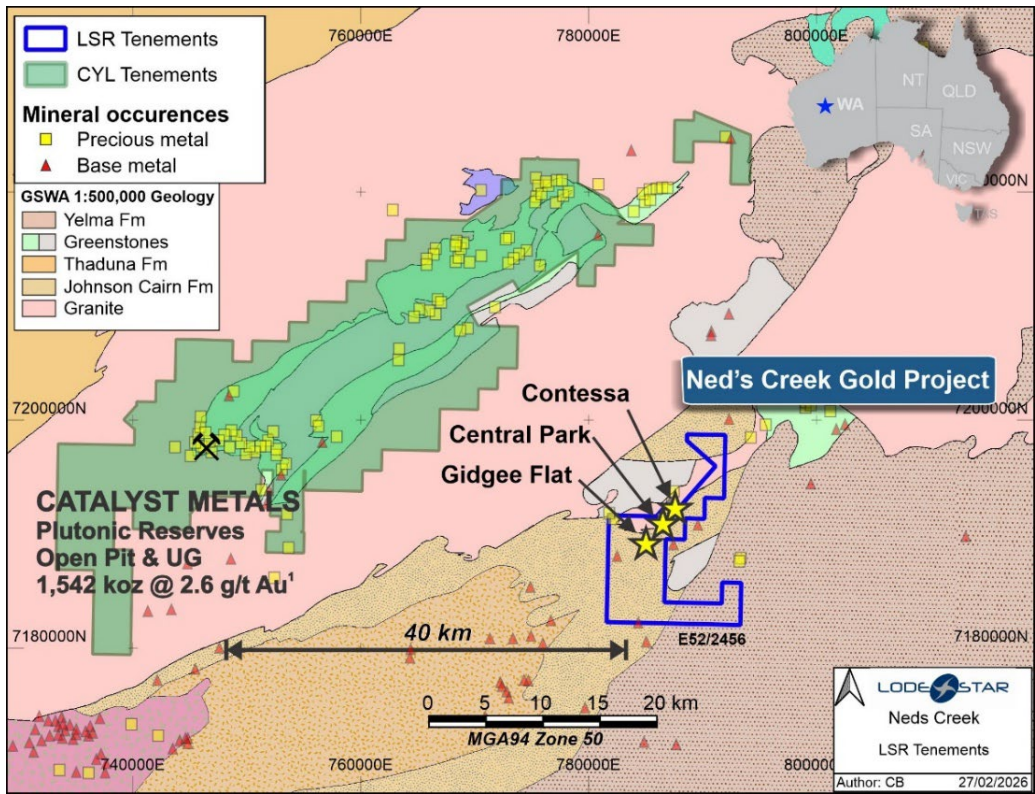 LSR Tenements
CYL Tenements
Mineral occurences
Precious metal
Base metal
GSWA 1:500,000 Geology
Yelma Fm
Greenstones
Thaduna Fm
Johnson Cairn Fm
Granite
760000E
780000E
800000E
WA
NT
QLD
SA
NSW
VIC
TAS
Ned's Creek Gold Project
Contessa
Central Park
Gidgee Flat
7200000N
7200000N
CATALYST METALS
Plutonic Reserves
Open Pit & UG
1,542 koz @ 2.6 g/t Au¹
7180000N
7180000N
40 km
E52/2456
0 5 10 15 20 km
MGA94 Zone 50
740000E
760000E
780000E
LODESTAR
Neds Creek
LSR Tenements
Author: CB 27/02/2026